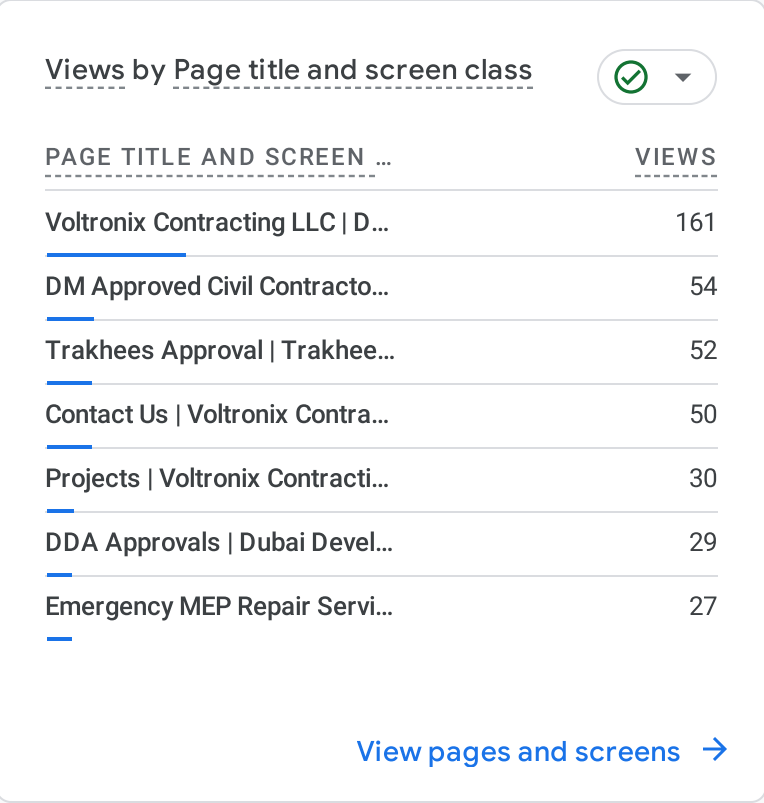 Views by Page title and screen class
PAGE TITLE AND SCREEN … VIEWS
Voltronix Contracting LLC | D… 161
DM Approved Civil Contracto… 54
Trakhees Approval | Trakhee… 52
Contact Us | Voltronix Contra… 50
Projects | Voltronix Contracti… 30
DDA Approvals | Dubai Devel… 29
Emergency MEP Repair Servi… 27
View pages and screens